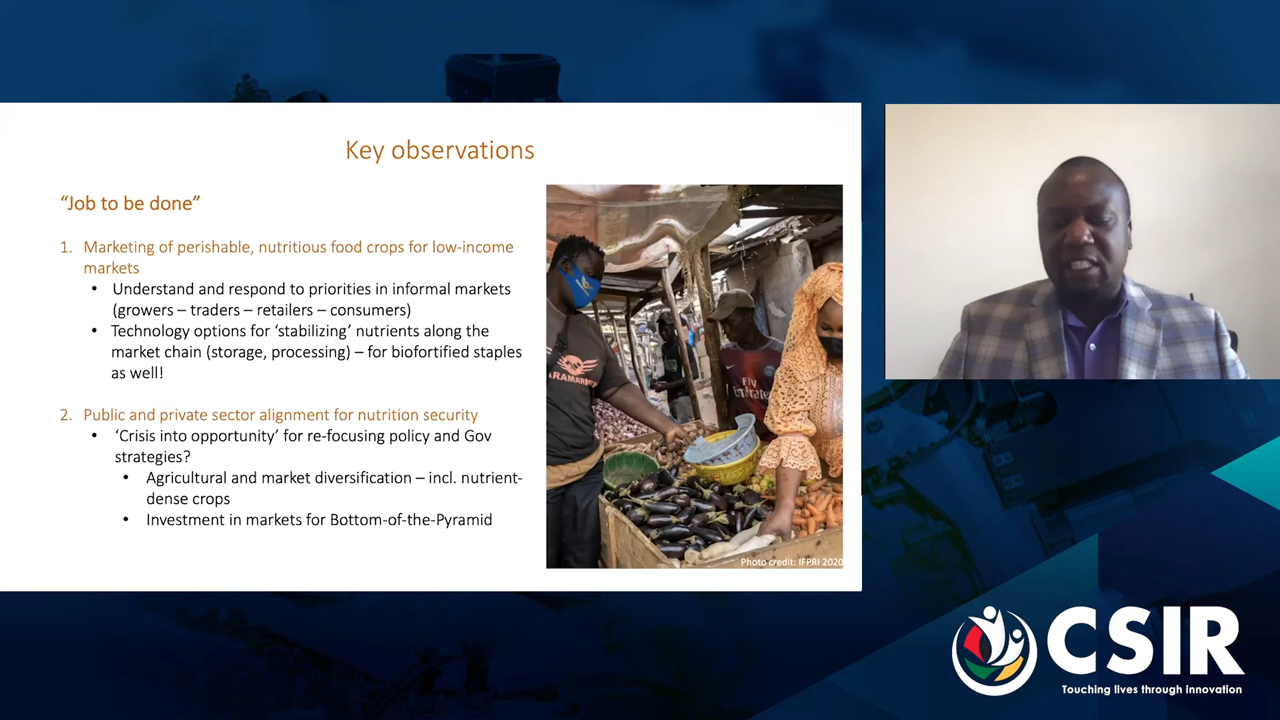 Key observations
“Job to be done”
1. Marketing of perishable, nutritious food crops for low-income
markets
• Understand and respond to priorities in informal markets
(growers – traders – retailers – consumers)
• Technology options for ‘stabilizing’ nutrients along the
market chain (storage, processing) – for biofortified staples
as well!
2. Public and private sector alignment for nutrition security
• ‘Crisis into opportunity’ for re-focusing policy and Gov
strategies?
• Agricultural and market diversification – incl. nutrient-
dense crops
• Investment in markets for Bottom-of-the-Pyramid
Fly
Emirates
Photo credit: IFPRI 2020
CSIR
Touching lives through innovation